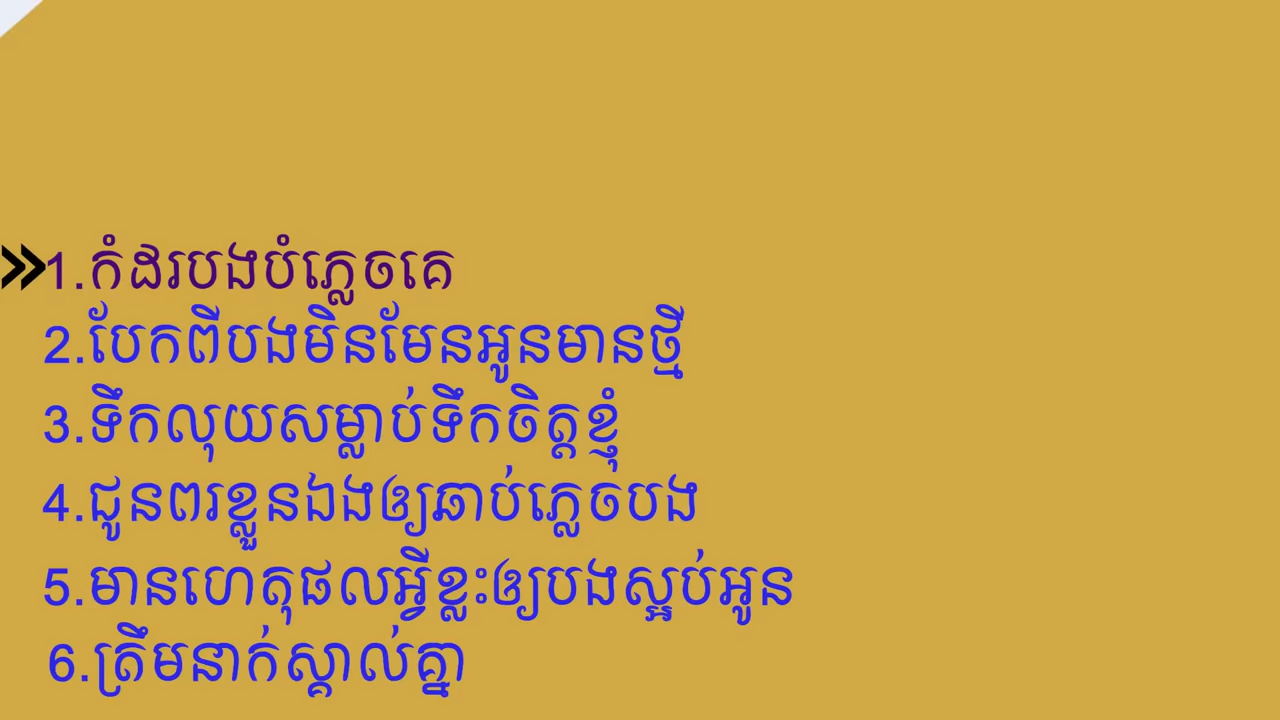 »1.កំដរបងបំភ្លេចគេ
2.បែកពីបងមិនមែនអូនមានថ្មី
3.ទឹកលុយសម្លាប់ទឹកចិត្តខ្ញុំ
4.ជូនពរខ្លួនឯងឲ្យឆាប់ភ្លេចបង
5.មានហេតុផលអ្វីខ្លះឲ្យបងស្អប់អូន
6.ត្រឹមនាក់ស្គាល់គ្នា